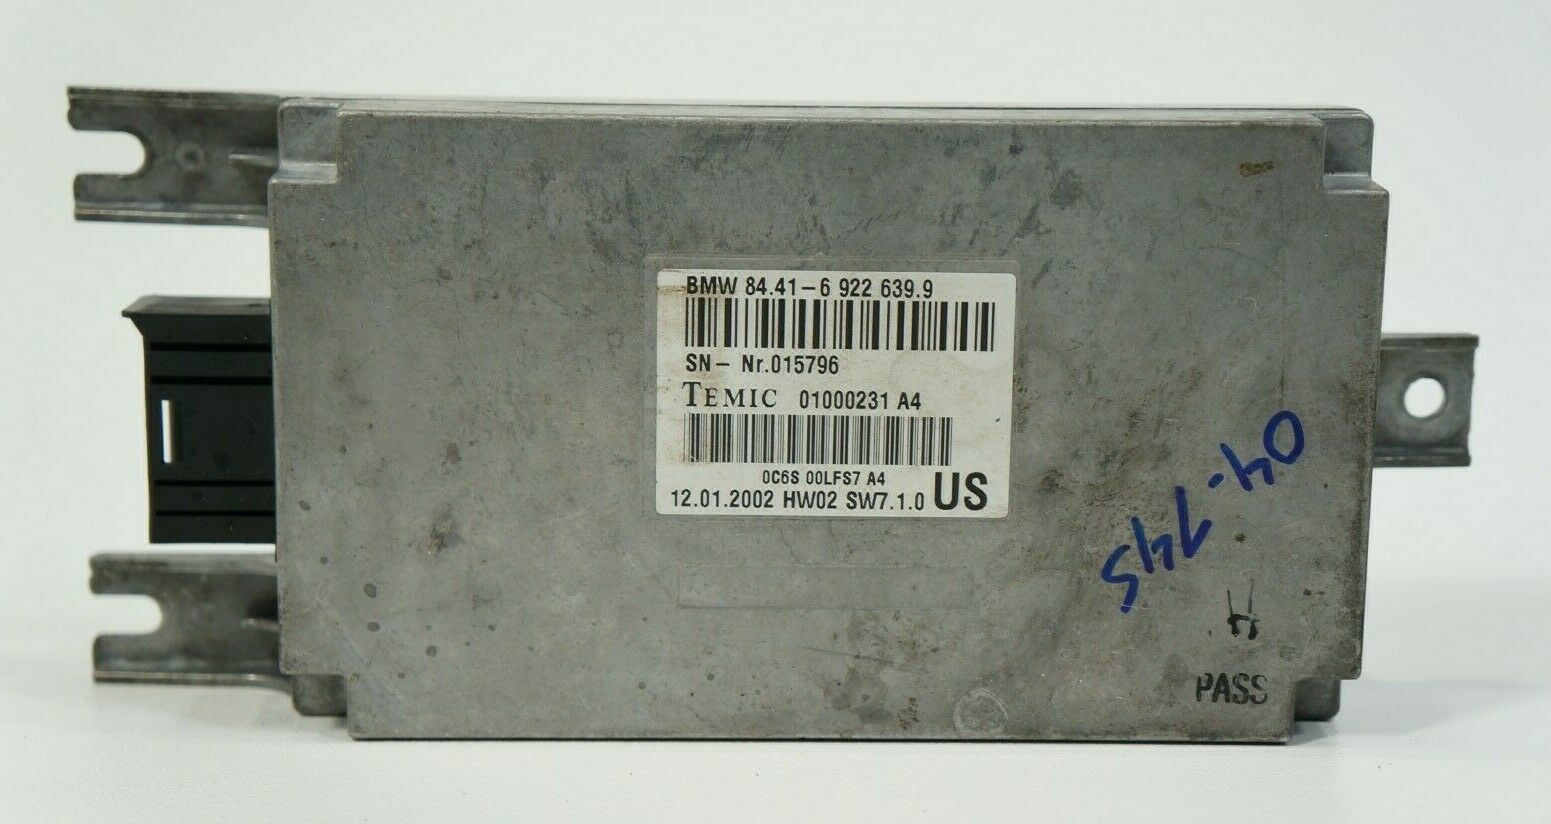 BMW 84.41-6 922 639.9
SN- Nr.015796
TEMIC 01000231 A4
0C6S 00LFS7 A4
12.01.2002 HW02 SW7.1.0 US
04-745
H
PASS